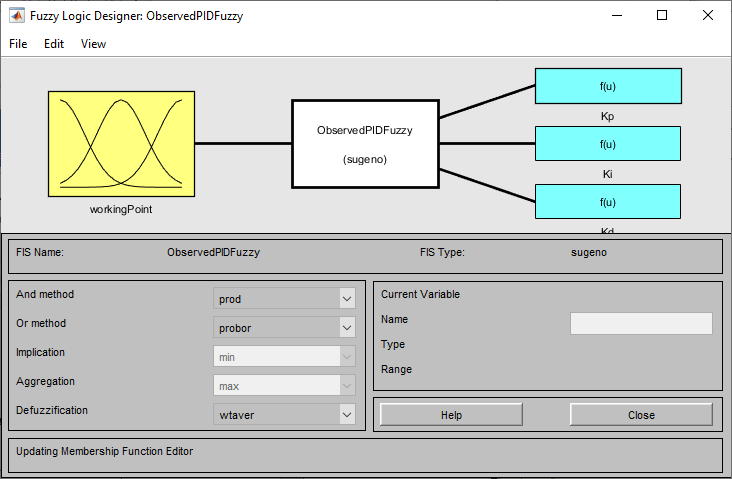 Fuzzy Logic Designer: ObservedPIDFuzzy
File Edit View
f(u)
Kp
ObservedPIDFuzzy
(sugeno)
f(u)
Ki
workingPoint
f(u)
Kd
FIS Name: ObservedPIDFuzzy FIS Type: sugeno
And method prod
Or method probor
Implication min
Aggregation max
Defuzzification wtaver
Current Variable
Name
Type
Range
Help Close
Updating Membership Function Editor